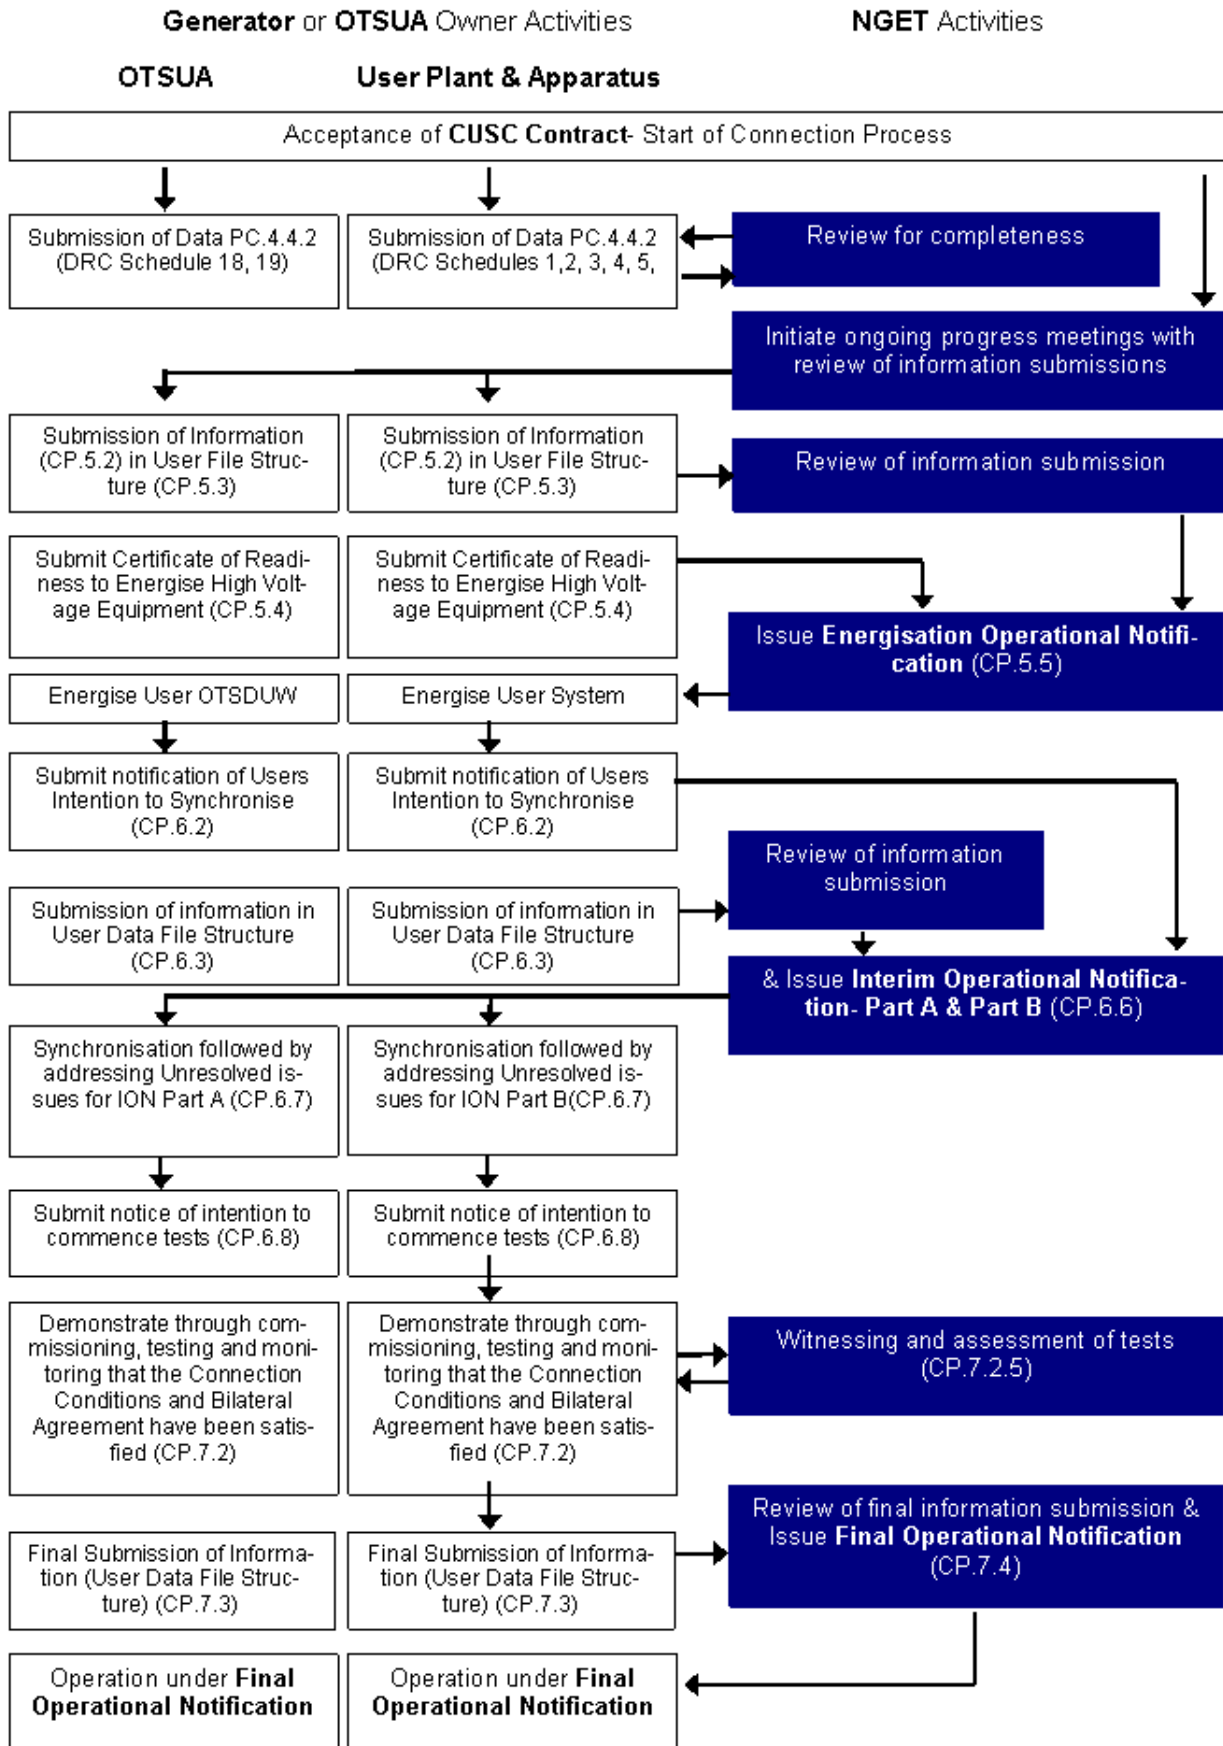 Generator or OTSUA Owner Activities
NGET Activities
OTSUA
User Plant & Apparatus
Acceptance of CUSC Contract- Start of Connection Process
Submission of Data PC.4.4.2
(DRC Schedule 18, 19)
Submission of Data PC.4.4.2
(DRC Schedules 1,2, 3, 4, 5,
Review for completeness
Initiate ongoing progress meetings with
review of information submissions
Submission of Information
(CP.5.2) in User File Struc-
ture (CP.5.3)
Submission of Information
(CP.5.2) in User File Struc-
ture (CP.5.3)
Review of information submission
Submit Certificate of Readi-
ness to Energise High Volt-
age Equipment (CP.5.4)
Submit Certificate of Readi-
ness to Energise High Volt-
age Equipment (CP.5.4)
Issue Energisation Operational Notifi-
cation (CP.5.5)
Energise User OTSDUW
Energise User System
Submit notification of Users
Intention to Synchronise
(CP.6.2)
Submit notification of Users
Intention to Synchronise
(CP.6.2)
Review of information
submission
Submission of information in
User Data File Structure
(CP.6.3)
Submission of information in
User Data File Structure
(CP.6.3)
& Issue Interim Operational Notifica-
tion- Part A & Part B (CP.6.6)
Synchronisation followed by
addressing Unresolved is-
sues for ION Part A (CP.6.7)
Synchronisation followed by
addressing Unresolved is-
sues for ION Part B(CP.6.7)
Submit notice of intention to
commence tests (CP.6.8)
Submit notice of intention to
commence tests (CP.6.8)
Demonstrate through com-
missioning, testing and moni-
toring that the Connection
Conditions and Bilateral
Agreement have been satis-
fied (CP.7.2)
Demonstrate through com-
missioning, testing and moni-
toring that the Connection
Conditions and Bilateral
Agreement have been satis-
fied (CP.7.2)
Witnessing and assessment of tests
(CP.7.2.5)
Review of final information submission &
Issue Final Operational Notification
(CP.7.4)
Final Submission of Informa-
tion (User Data File Struc-
ture) (CP.7.3)
Final Submission of Informa-
tion (User Data File Struc-
ture) (CP.7.3)
Operation under Final
Operational Notification
Operation under Final
Operational Notification